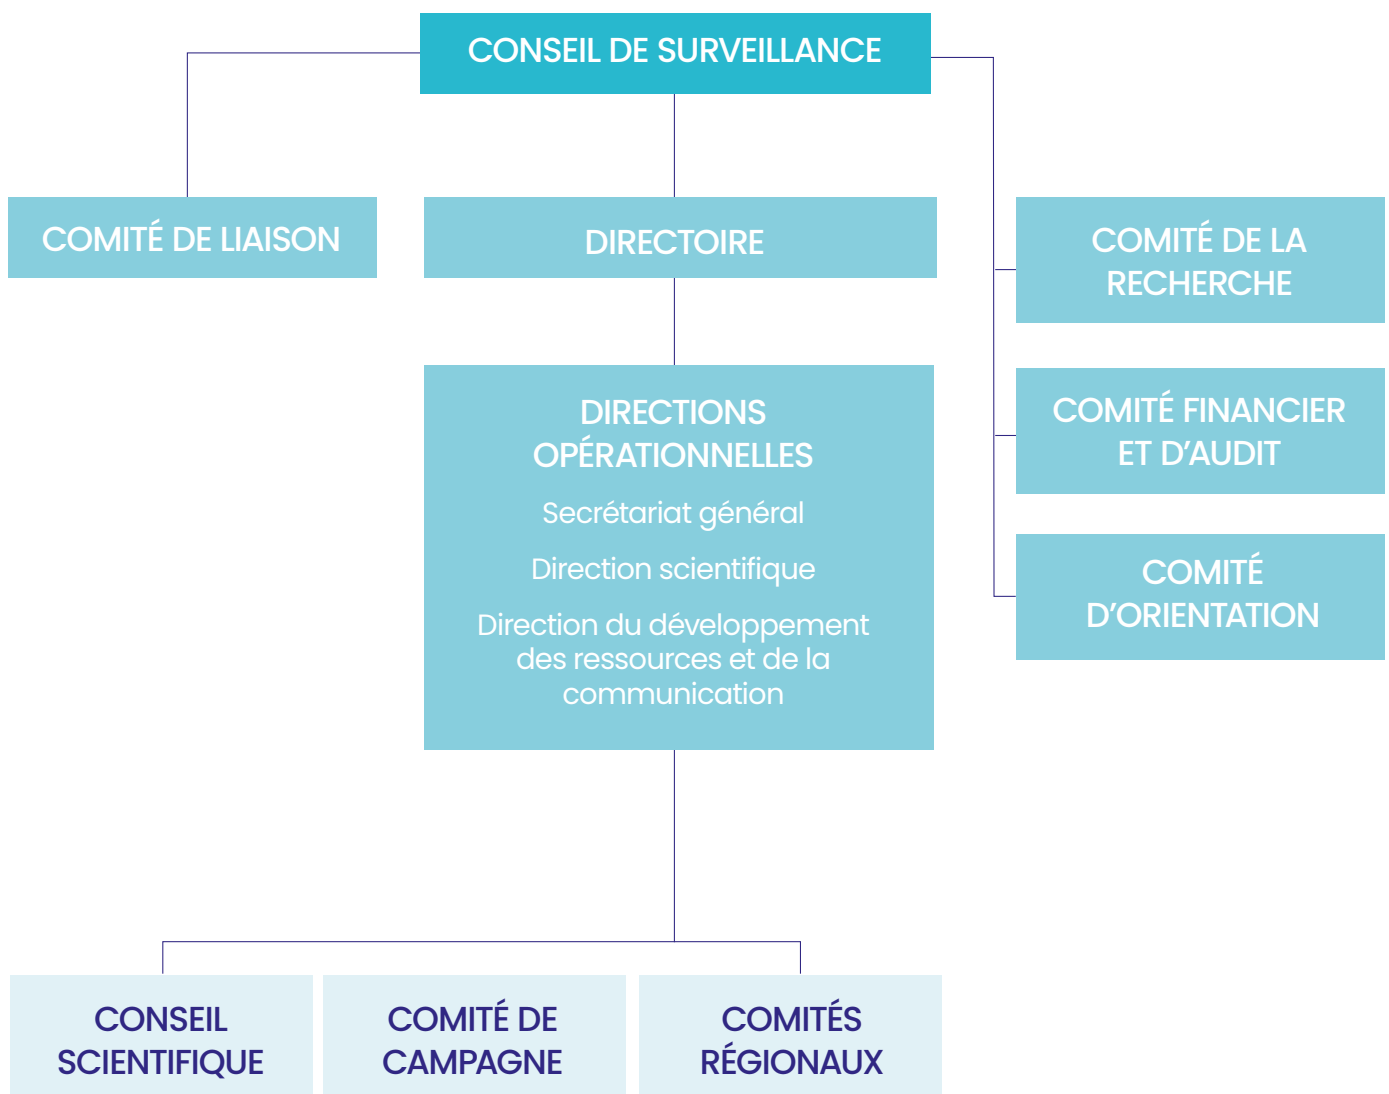 CONSEIL DE SURVEILLANCE
COMITÉ DE LIAISON
DIRECTOIRE
COMITÉ DE LA
RECHERCHE
DIRECTIONS
OPÉRATIONNELLES
Secrétariat général
Direction scientifique
Direction du développement
des ressources et de la
communication
COMITÉ FINANCIER
ET D’AUDIT
COMITÉ
D’ORIENTATION
CONSEIL
SCIENTIFIQUE
COMITÉ DE
CAMPAGNE
COMITÉS
RÉGIONAUX